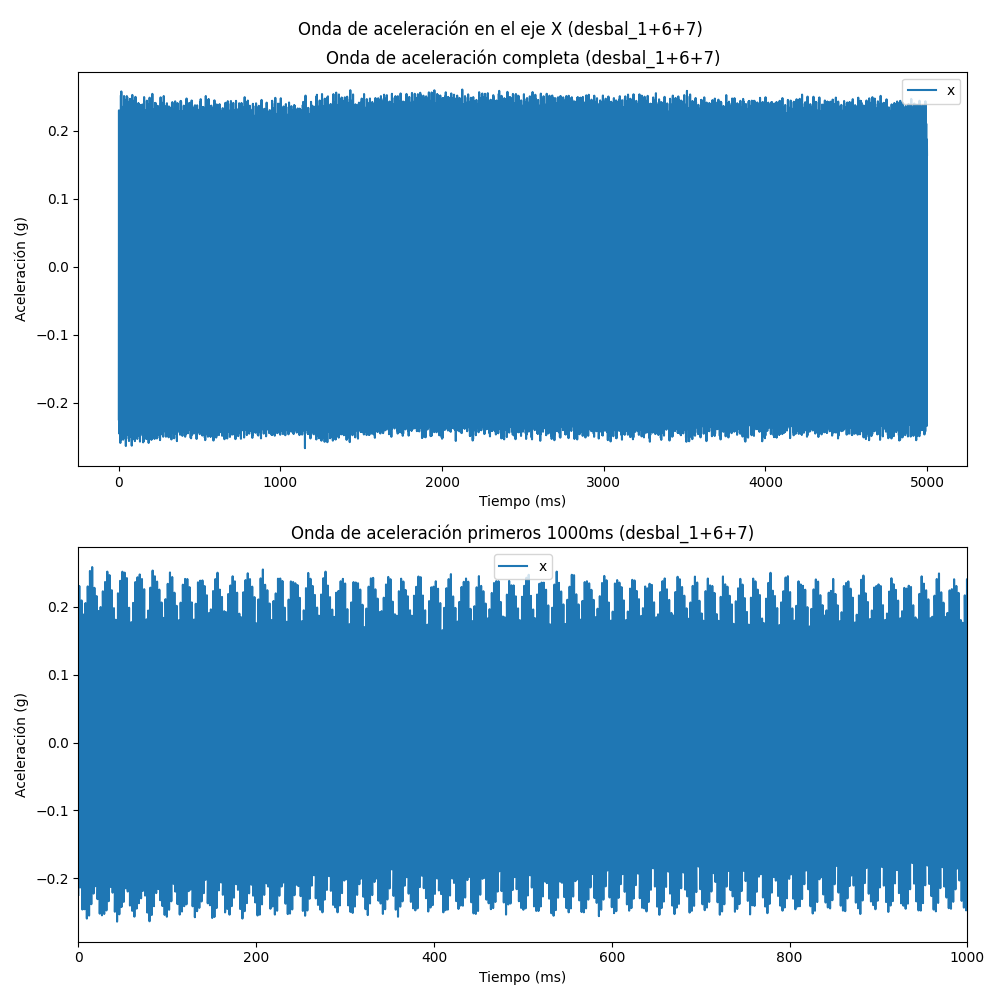 Onda de aceleración en el eje X (desbal_1+6+7)
Onda de aceleración completa (desbal_1+6+7)
x
0.2
0.1
0.0
−0.1
−0.2
Aceleración (g)
0 1000 2000 3000 4000 5000
Tiempo (ms)
Onda de aceleración primeros 1000ms (desbal_1+6+7)
x
0.2
0.1
0.0
−0.1
−0.2
Aceleración (g)
0 200 400 600 800 1000
Tiempo (ms)